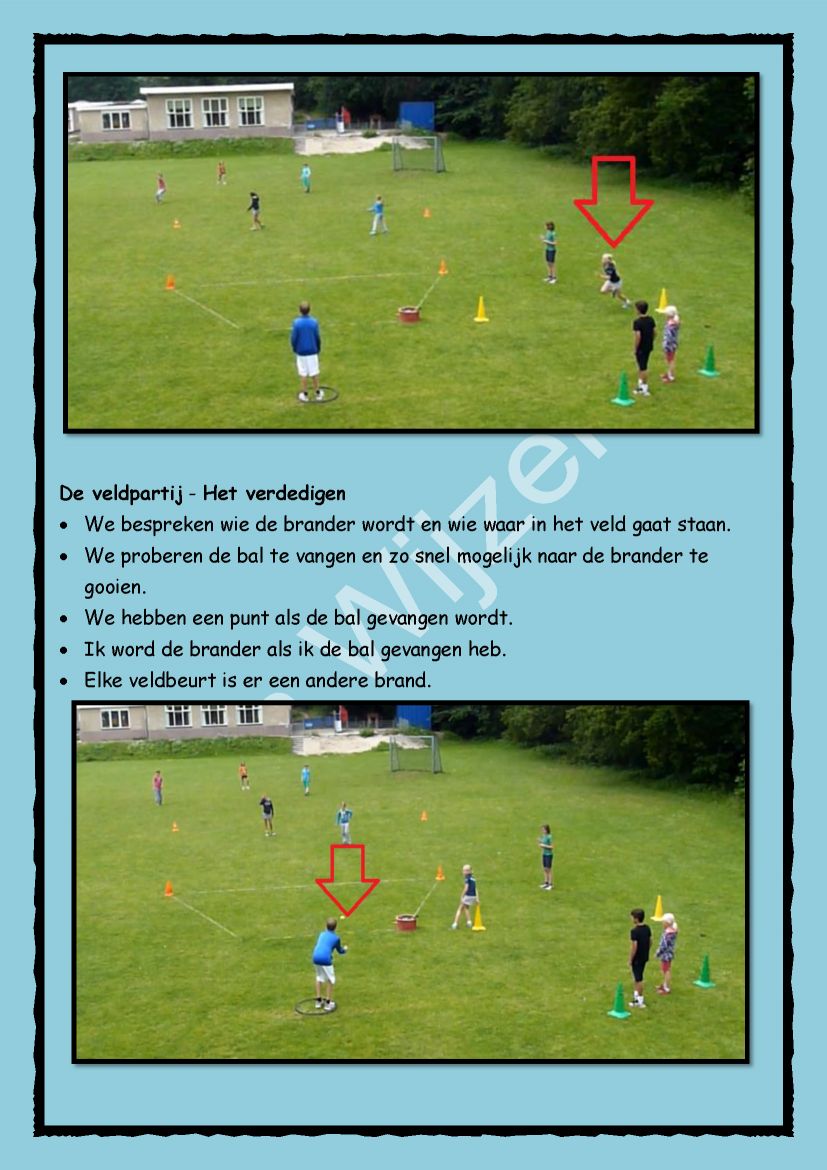 De veldpartij - Het verdedigen
• We bespreken wie de brander wordt en wie waar in het veld gaat staan.
• We proberen de bal te vangen en zo snel mogelijk naar de brander te
gooien.
• We hebben een punt als de bal gevangen wordt.
• Ik word de brander als ik de bal gevangen heb.
• Elke veldbeurt is er een andere brand.
Wijzer